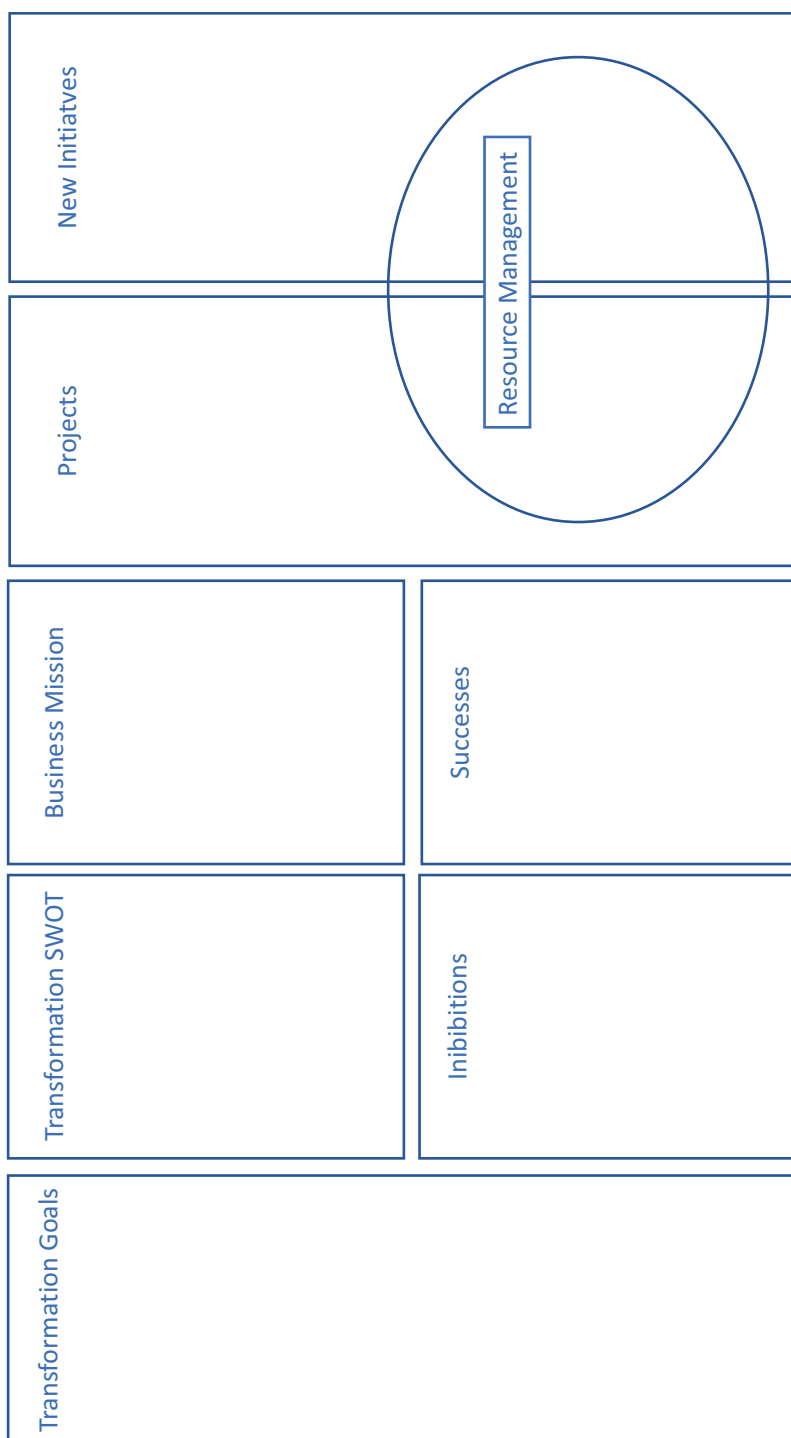 Transformation Goals
Transformation SWOT
Business Mission
Projects
New Initiatves
Inibibitions
Successes
Resource Management